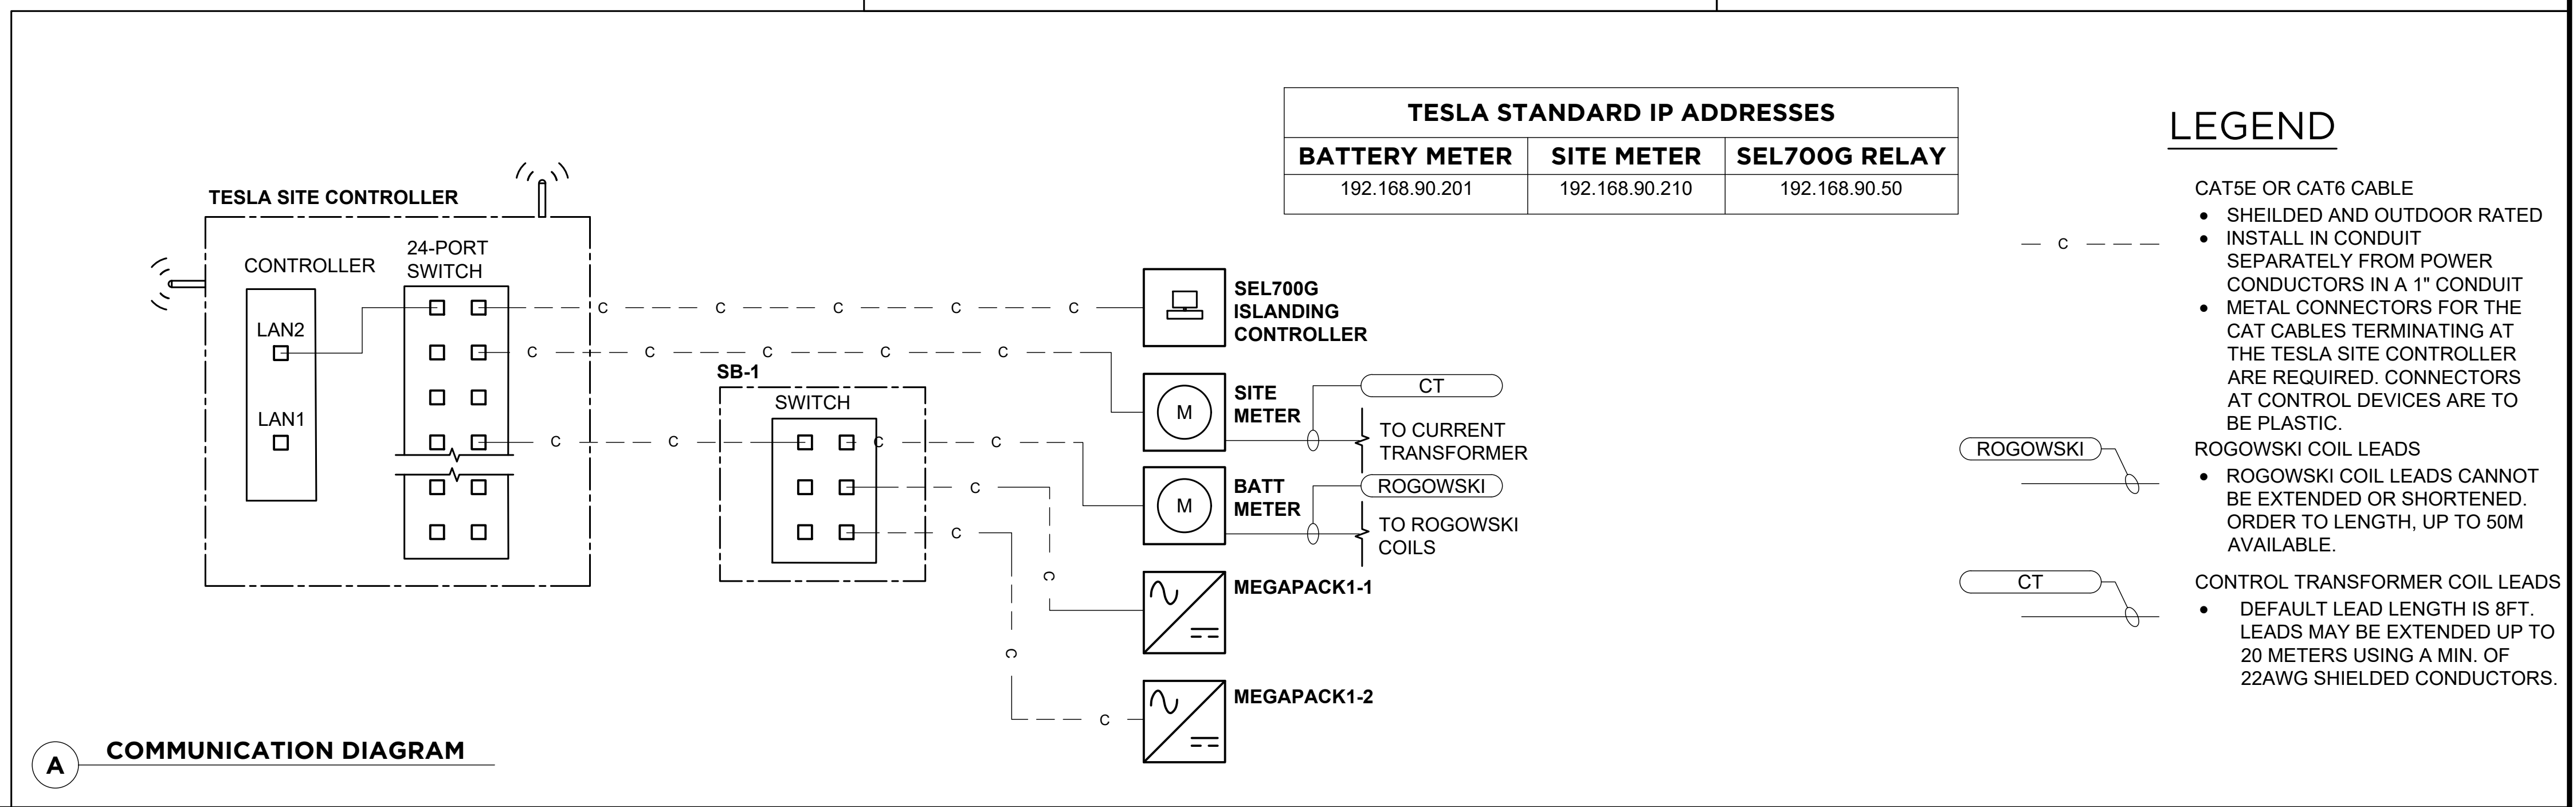 TESLA STANDARD IP ADDRESSES
BATTERY METER SITE METER SEL700G RELAY
192.168.90.201 192.168.90.210 192.168.90.50
TESLA SITE CONTROLLER
CONTROLLER
LAN2
LAN1
24-PORT
SWITCH
C C C C C
C C C C C
C C
SB-1
SWITCH
C C
C
C
C
C
C
SEL700G
ISLANDING
CONTROLLER
M
SITE
METER
CT
TO CURRENT
TRANSFORMER
M
BATT
METER
ROGOWSKI
TO ROGOWSKI
COILS
MEGAPACK1-1
MEGAPACK1-2
LEGEND
C
CAT5E OR CAT6 CABLE
• SHEILDED AND OUTDOOR RATED
• INSTALL IN CONDUIT
SEPARATELY FROM POWER
CONDUCTORS IN A 1" CONDUIT
• METAL CONNECTORS FOR THE
CAT CABLES TERMINATING AT
THE TESLA SITE CONTROLLER
ARE REQUIRED. CONNECTORS
AT CONTROL DEVICES ARE TO
BE PLASTIC.
ROGOWSKI
ROGOWSKI COIL LEADS
• ROGOWSKI COIL LEADS CANNOT
BE EXTENDED OR SHORTENED.
ORDER TO LENGTH, UP TO 50M
AVAILABLE.
CT
CONTROL TRANSFORMER COIL LEADS
• DEFAULT LEAD LENGTH IS 8FT.
LEADS MAY BE EXTENDED UP TO
20 METERS USING A MIN. OF
22AWG SHIELDED CONDUCTORS.
A COMMUNICATION DIAGRAM